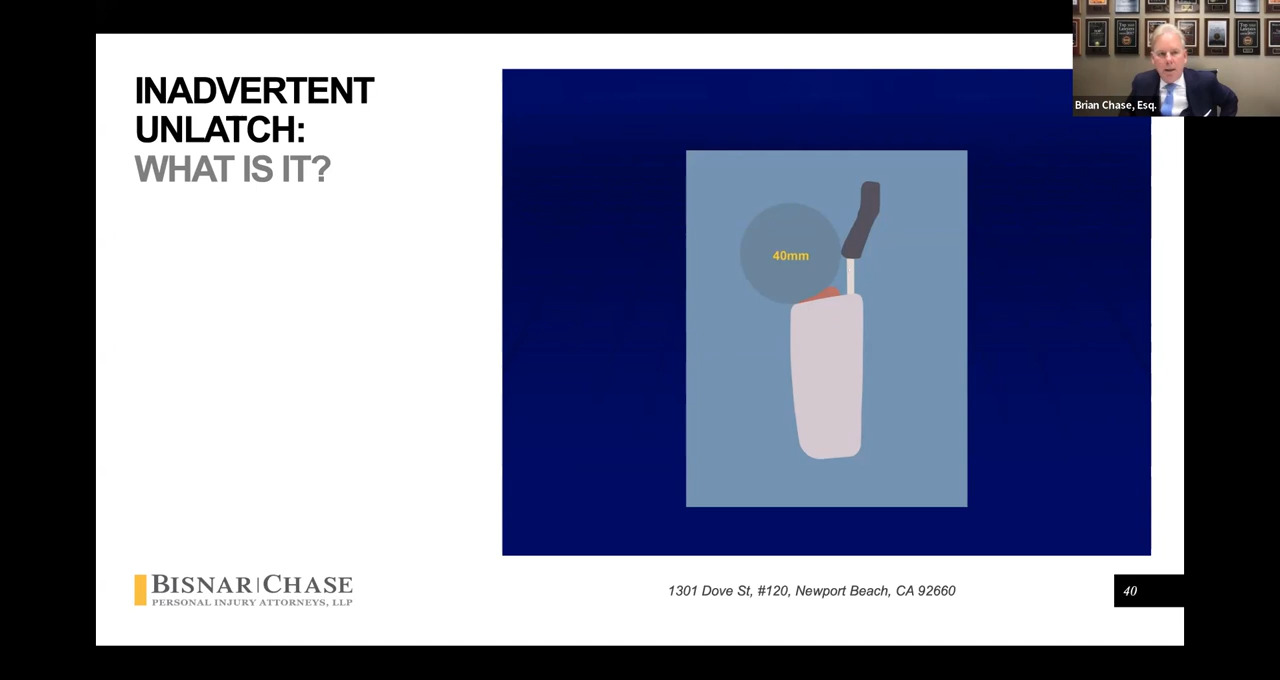 INADVERTENT
UNLATCH:
WHAT IS IT?
40mm
Brian Chase, Esq.
BISNAR|CHASE
PERSONAL INJURY ATTORNEYS, LLP
1301 Dove St, #120, Newport Beach, CA 92660
40